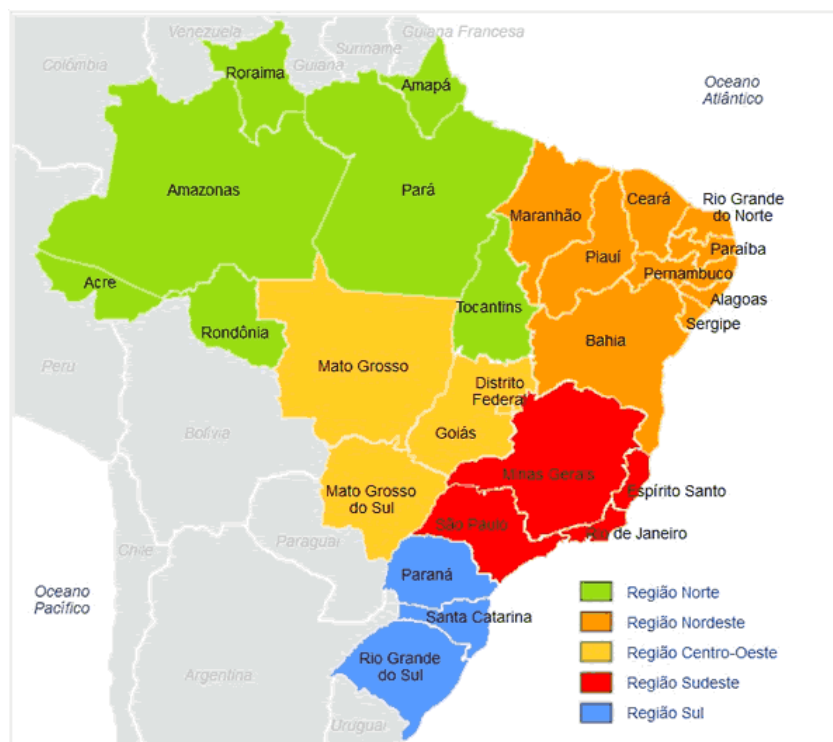 Venezuela
Guiana Francesa
Suriname
Colômbia
Roraima
Guiana
Amapá
Oceano
Atlântico
Amazonas
Pará
Maranhão
Ceará
Rio Grande
do Norte
Piauí
Paraíba
Pernambuco
Acre
Alagoas
Tocantins
Sergipe
Rondônia
Bahia
Peru
Mato Grosso
Distrito
Federal
Bolívia
Goiás
Minas Gerais
Mato Grosso
do Sul
Espírito Santo
São Paulo
Rio de Janeiro
Paraguai
Chile
Paraná
Oceano
Pacífico
Santa Catarina
Rio Grande
do Sul
Argentina
Uruguai
Região Norte
Região Nordeste
Região Centro-Oeste
Região Sudeste
Região Sul